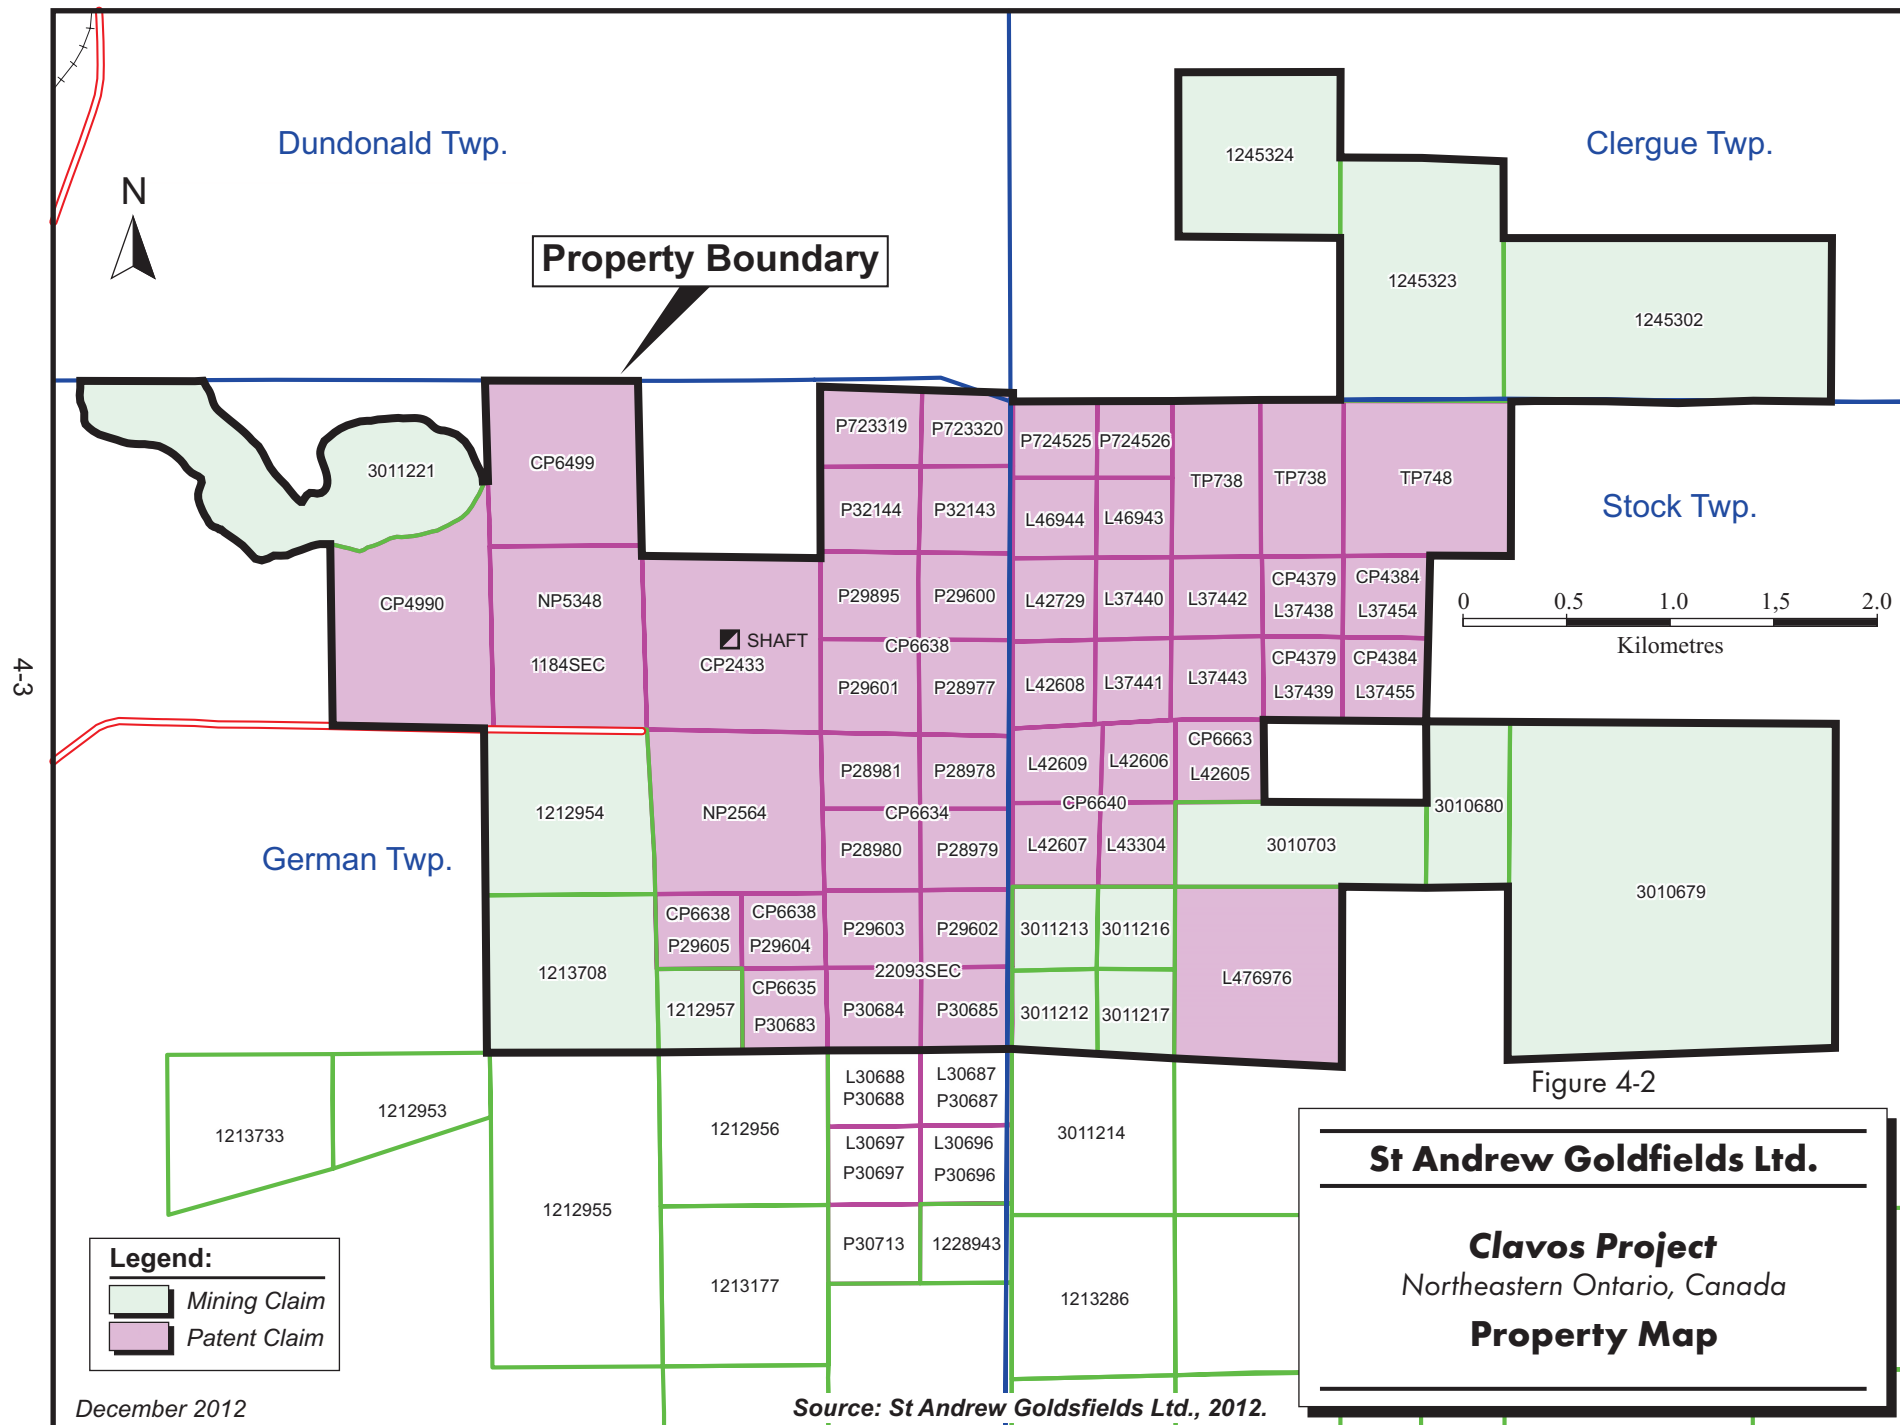 Dundonald Twp.
Clergue Twp.
1245324
N
Property Boundary
1245323
1245302
P723319
P723320
P724525
P724526
3011221
CP6499
TP738
TP738
TP748
Stock Twp.
P32144
P32143
L46944
L46943
CP4990
NP5348
P29895
P29600
L42729
L37440
L37442
CP4379
L37438
CP4384
L37454
0
0.5
1.0
1,5
2.0
Kilometres
SHAFT
CP2433
1184SEC
CP6638
P29601
P28977
L42608
L37441
L37443
CP4379
L37439
CP4384
L37455
4-3
P28981
P28978
L42609
L42606
CP6663
L42605
1212954
NP2564
CP6634
CP6640
3010680
German Twp.
P28980
P28979
L42607
L43304
3010703
3010679
CP6638
P29605
CP6638
P29604
P29603
P29602
3011213
3011216
1213708
22093SEC
L476976
1212957
CP6635
P30683
P30684
P30685
3011212
3011217
L30688
P30688
L30687
P30687
Figure 4-2
1213733
1212953
1212956
3011214
L30697
P30697
L30696
P30696
St Andrew Goldfields Ltd.
1212955
P30713
1228943
Clavos Project
Northeastern Ontario, Canada
Property Map
1213177
1213286
Legend:
Mining Claim
Patent Claim
December 2012
Source: St Andrew Goldsfields Ltd., 2012.